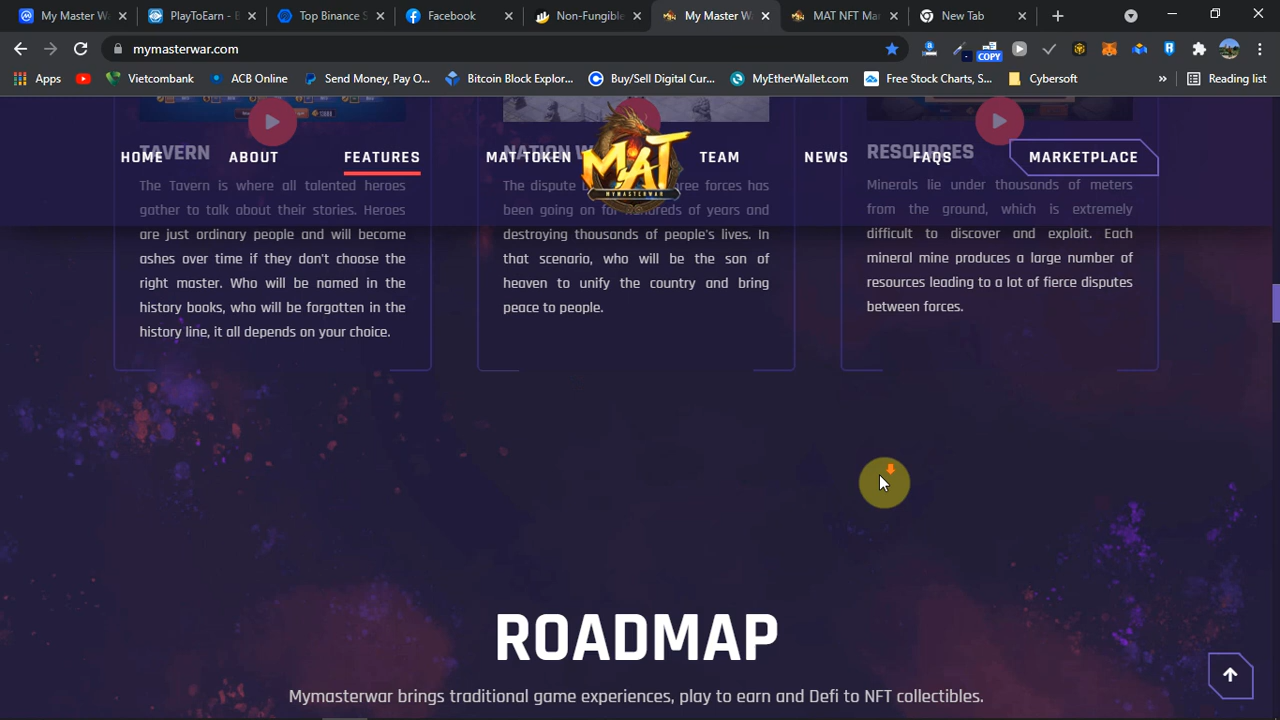 My Master W
PlayToEarn - B
Top Binance S
Facebook
Non-Fungible
My Master W
MAT NFT Ma
New Tab
mymasterwar.com
COPY
Apps
Vietcombank
ACB Online
Send Money, Pay O...
Bitcoin Block Explor...
Buy/Sell Digital Cur...
MyEtherWallet.com
Free Stock Charts, S...
Cybersoft
»
Reading list
HOME
ABOUT
FEATURES
MAT TOKEN
MAT
MYMASTERWAR
TEAM
NEWS
FAQS
MARKETPLACE
TAVERN
The Tavern is where all talented heroes
gather to talk about their stories. Heroes
are just ordinary people and will become
ashes over time if they don't choose the
right master. Who will be named in the
history books, who will be forgotten in the
history line, it all depends on your choice.
NATION W
The dispute ree forces has
been going on for hundreds of years and
destroying thousands of people's lives. In
that scenario, who will be the son of
heaven to unify the country and bring
peace to people.
RESOURCES
Minerals lie under thousands of meters
from the ground, which is extremely
difficult to discover and exploit. Each
mineral mine produces a large number of
resources leading to a lot of fierce disputes
between forces.
ROADMAP
Mymasterwar brings traditional game experiences, play to earn and Defi to NFT collectibles.